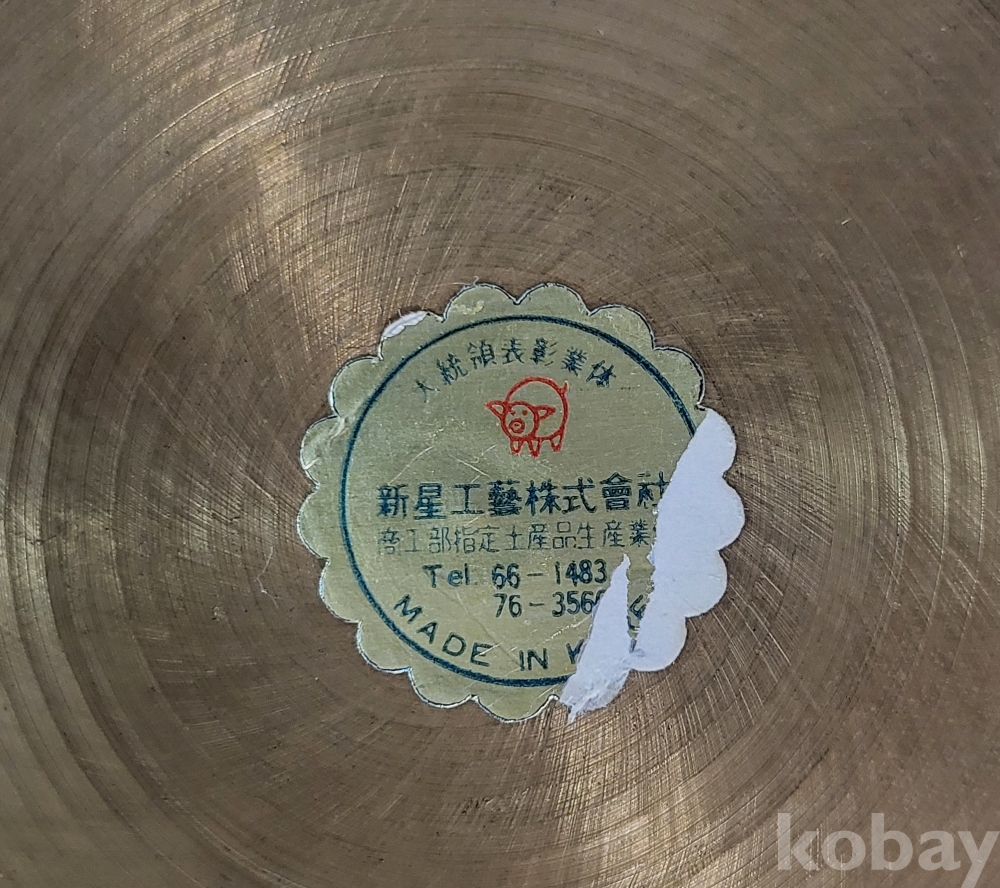 大統領表彰業体
新星工藝株式會社
商工部指定土産品生産業
Tel. 66-1483
76-356
MADE IN K
kobay